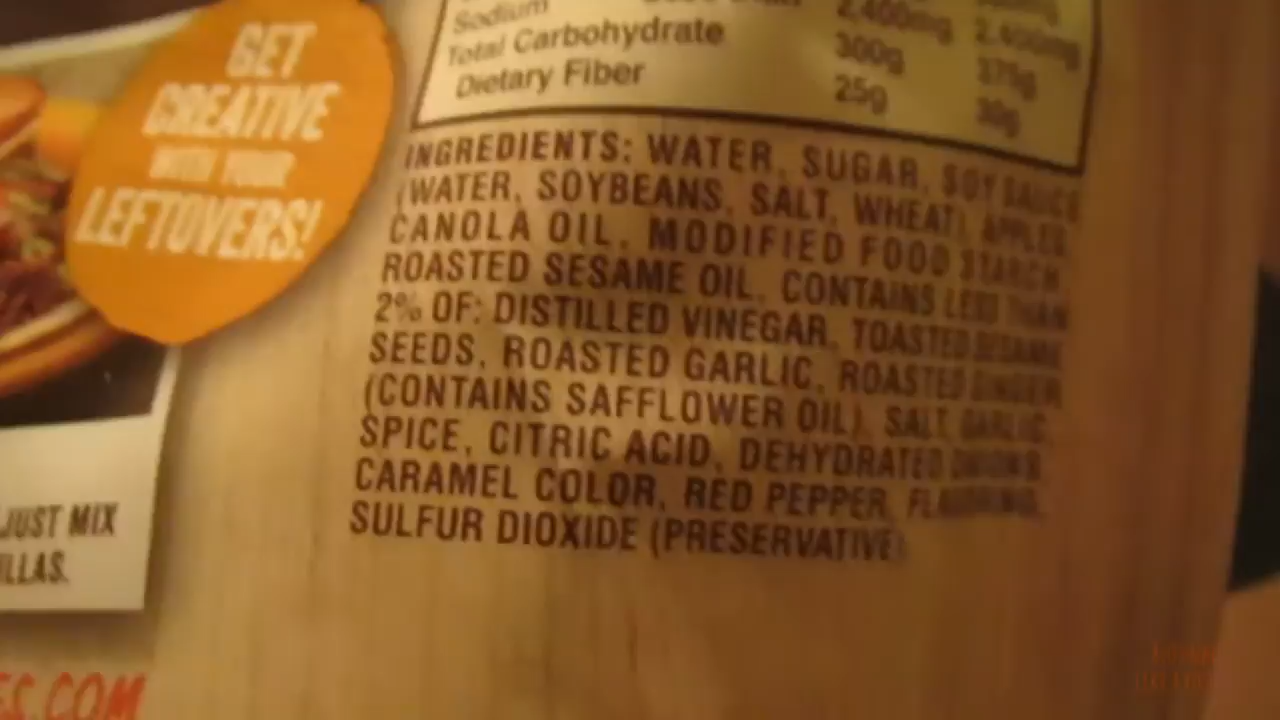 GET
CREATIVE
WITH YOUR
LEFTOVERS!
JUST MIX
ILLAS.
ES.COM
Sodium 2,400mg 2,400mg
Total Carbohydrate 300g 375g
Dietary Fiber 25g 30g
INGREDIENTS: WATER, SUGAR, SOY SAUCE
(WATER, SOYBEANS, SALT, WHEAT), APPLES,
CANOLA OIL, MODIFIED FOOD STARCH,
ROASTED SESAME OIL, CONTAINS LESS THAN
2% OF: DISTILLED VINEGAR, TOASTED SESAME
SEEDS, ROASTED GARLIC, ROASTED GINGER
(CONTAINS SAFFLOWER OIL), SALT, GARLIC,
SPICE, CITRIC ACID, DEHYDRATED ONIONS,
CARAMEL COLOR, RED PEPPER, FLAVORING,
SULFUR DIOXIDE (PRESERVATIVE).